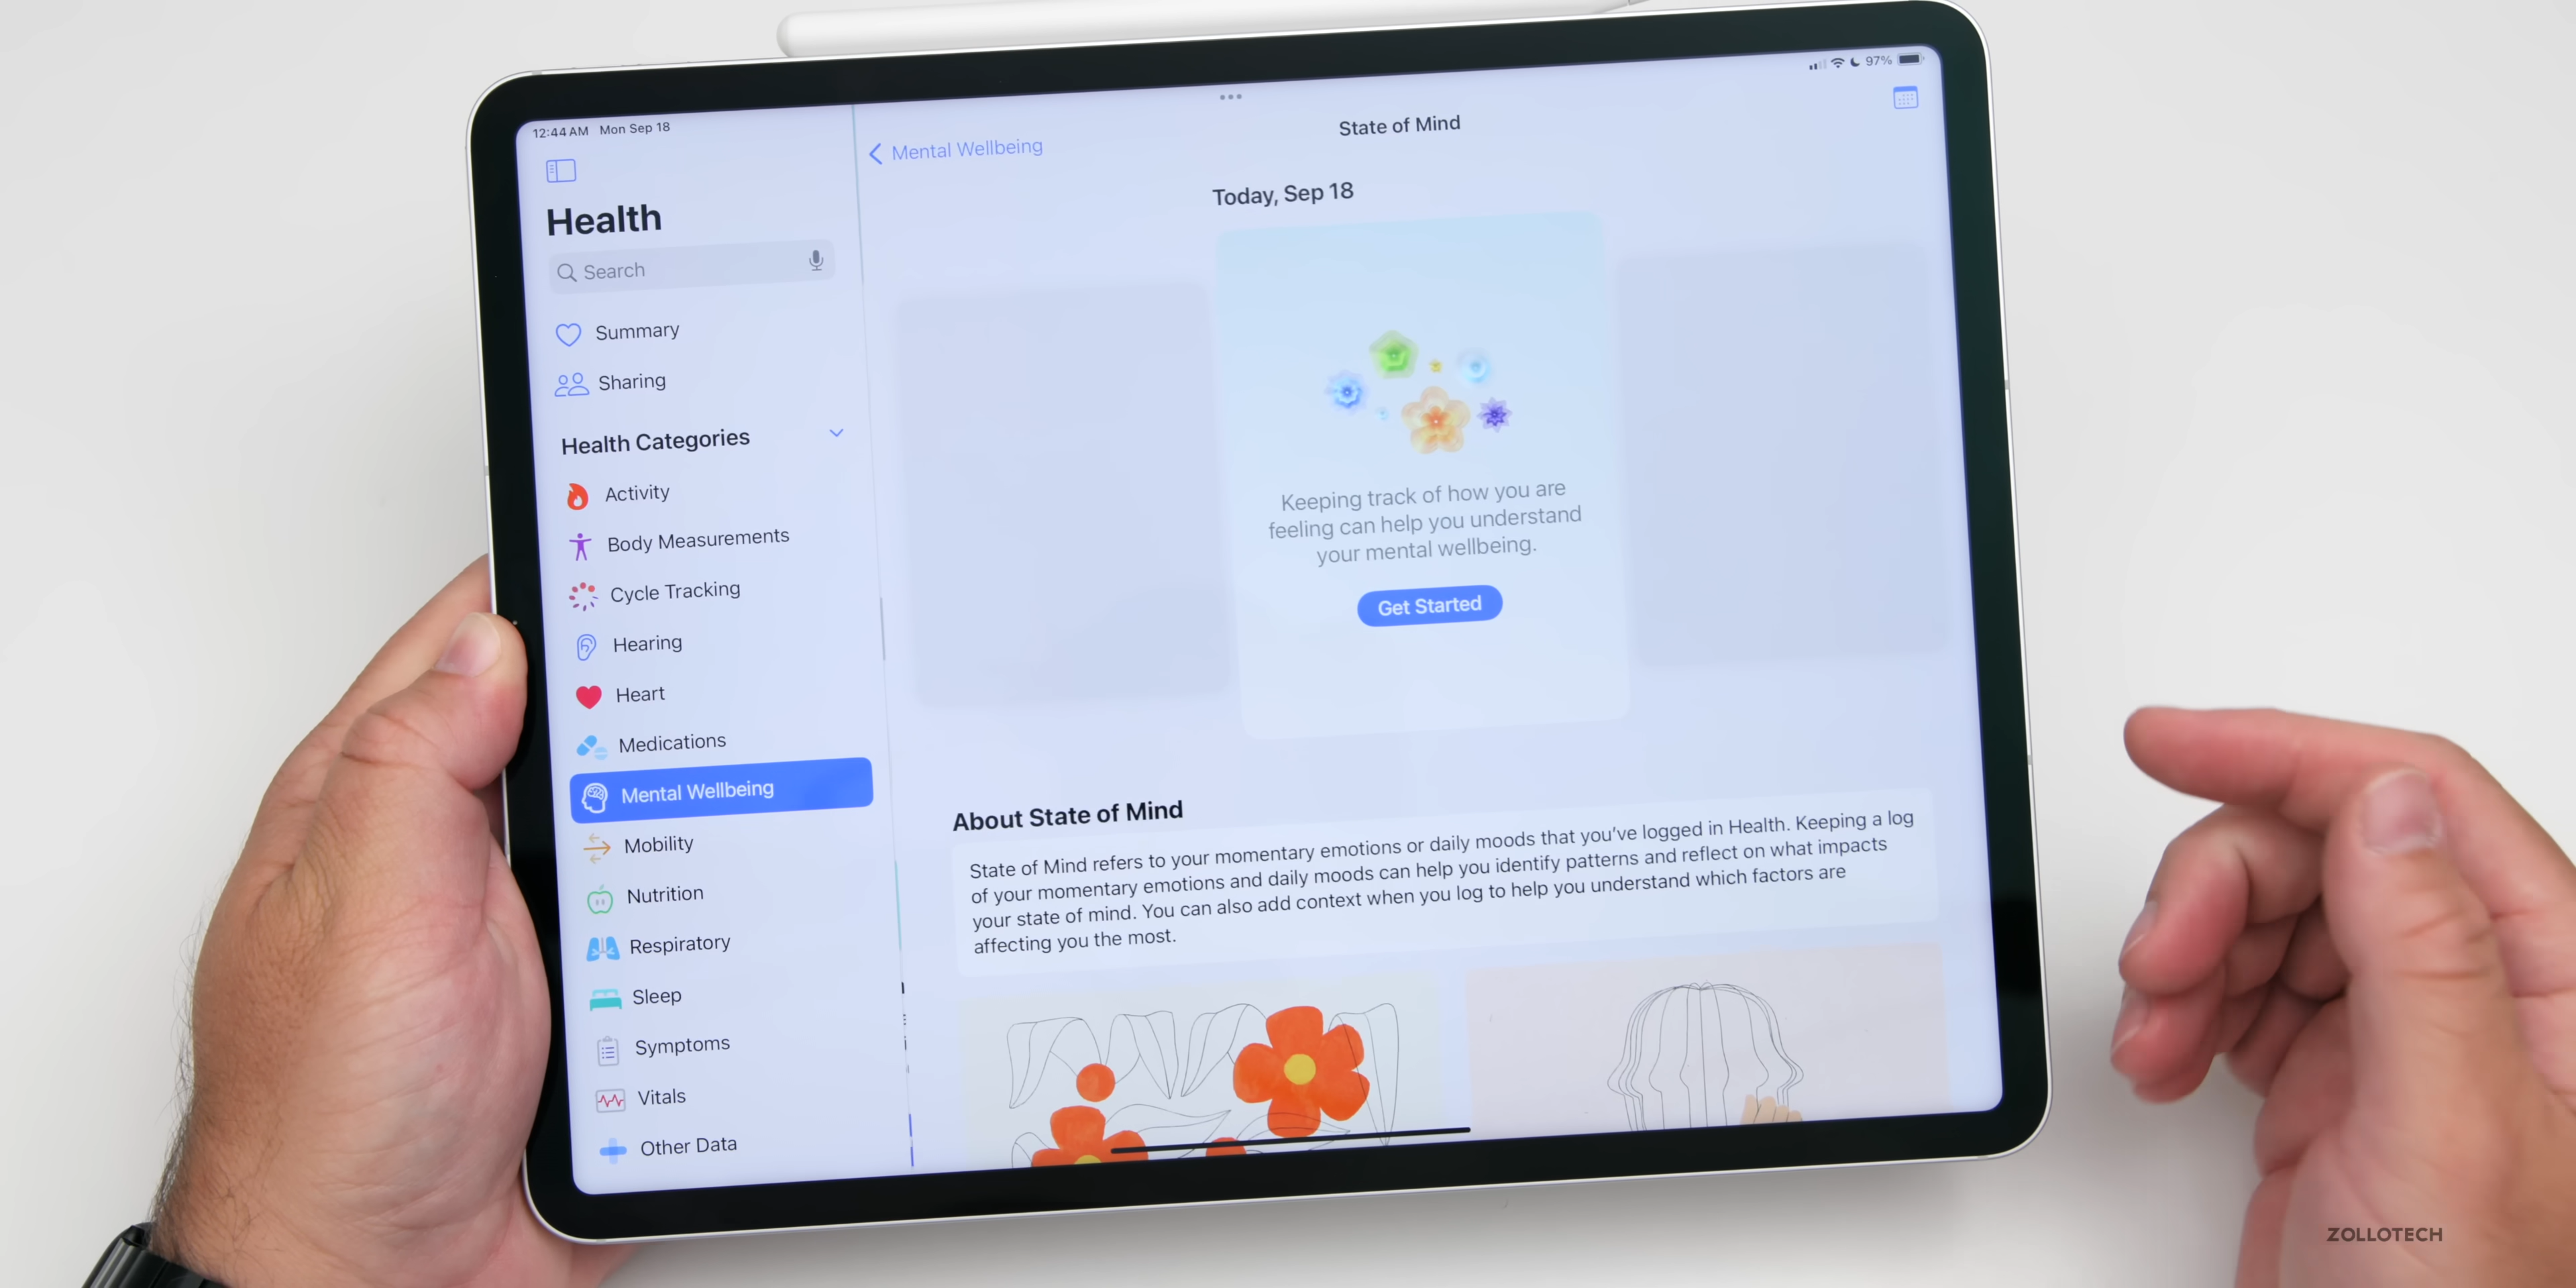 12:44 AM Mon Sep 18
97%
Health
Search
Summary
Sharing
Health Categories
Activity
Body Measurements
Cycle Tracking
Hearing
Heart
Medications
Mental Wellbeing
Mobility
Nutrition
Respiratory
Sleep
Symptoms
Vitals
Other Data
Mental Wellbeing
State of Mind
Today, Sep 18
Keeping track of how you are
feeling can help you understand
your mental wellbeing.
Get Started
About State of Mind
State of Mind refers to your momentary emotions or daily moods that you've logged in Health. Keeping a log
of your momentary emotions and daily moods can help you identify patterns and reflect on what impacts
your state of mind. You can also add context when you log to help you understand which factors are
affecting you the most.
ZOLLOTECH